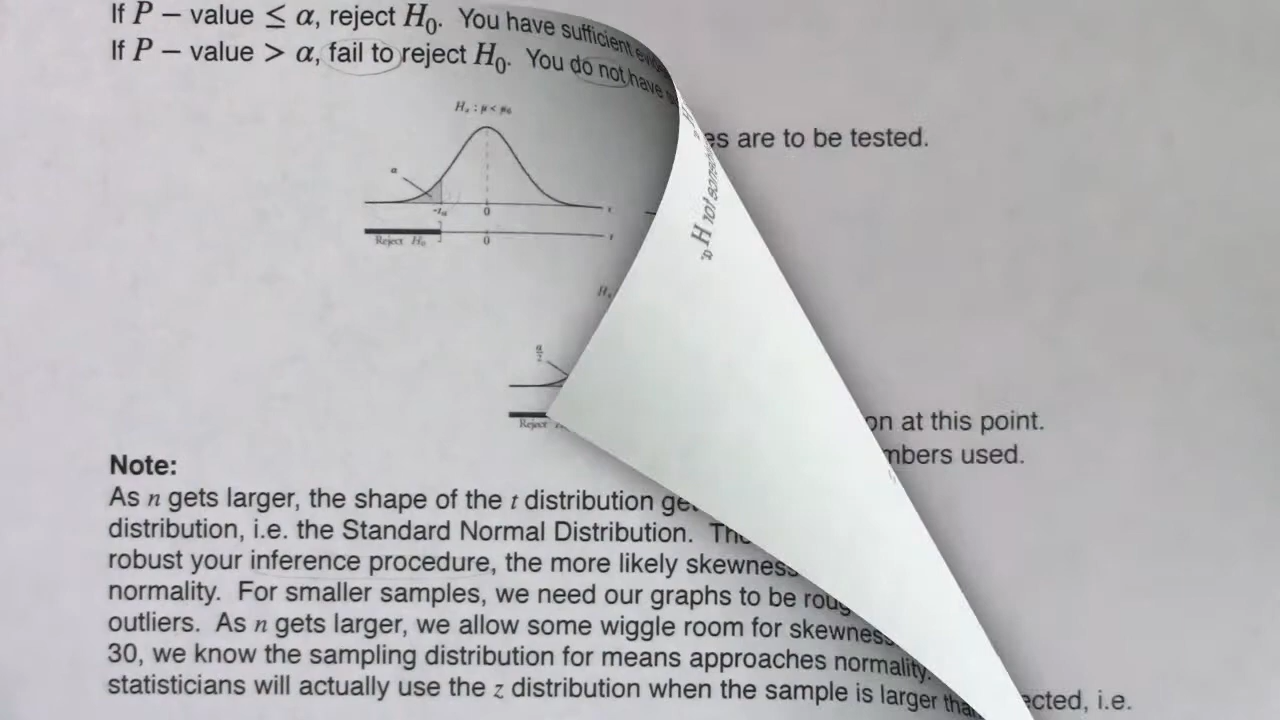 If P − value ≤ α, reject H₀. You have sufficient
If P − value > α, fail to reject H₀. You do not have
Hₐ : μ < μ₀
es are to be tested.
α
-tα 0 t
Reject H₀ 0 t
α/2
Reject
on at this point.
mbers used.
Note:
As n gets larger, the shape of the t distribution
distribution, i.e. the Standard Normal Distribution.
robust your inference procedure, the more likely skewness
normality. For smaller samples, we need our graphs to be
outliers. As n gets larger, we allow some wiggle room for skewness
30, we know the sampling distribution for means approaches normality.
statisticians will actually use the z distribution when the sample is larger than ected, i.e.